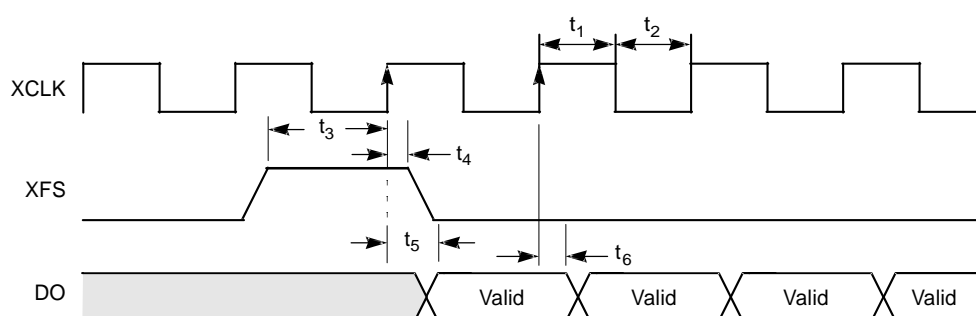 t1 t2
XCLK
t3
t4
XFS
t5
t6
DO Valid Valid Valid Valid